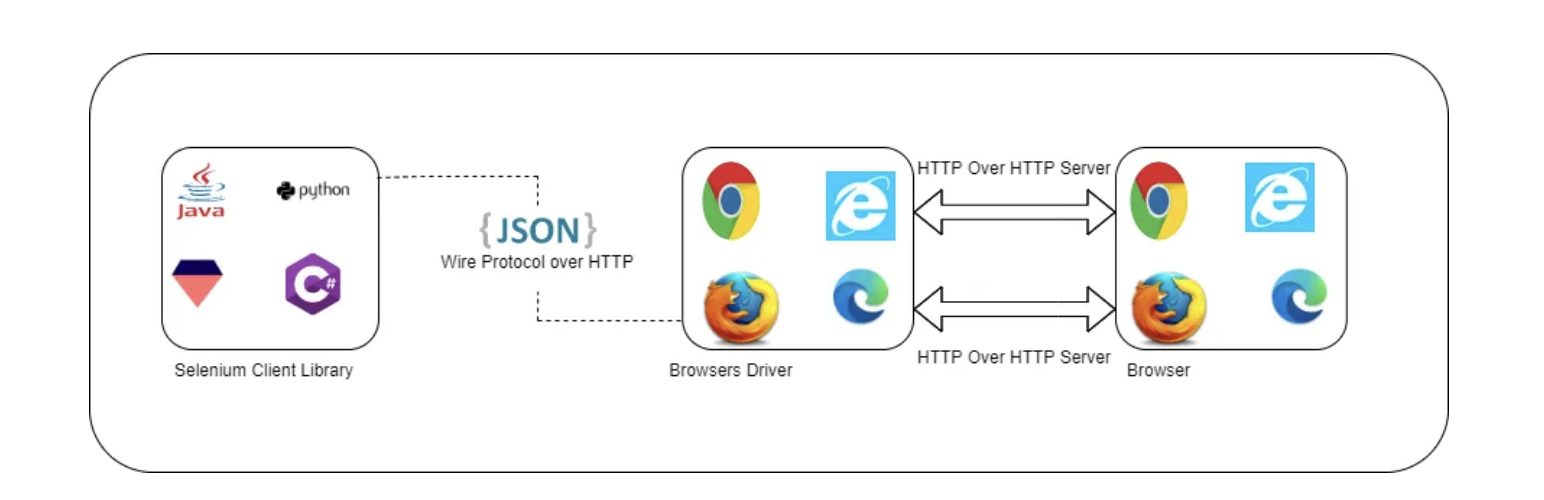 HTTP Over HTTP Server
Java
python
{JSON}
Wire Protocol over HTTP
C#
HTTP Over HTTP Server
Selenium Client Library
Browsers Driver
Browser